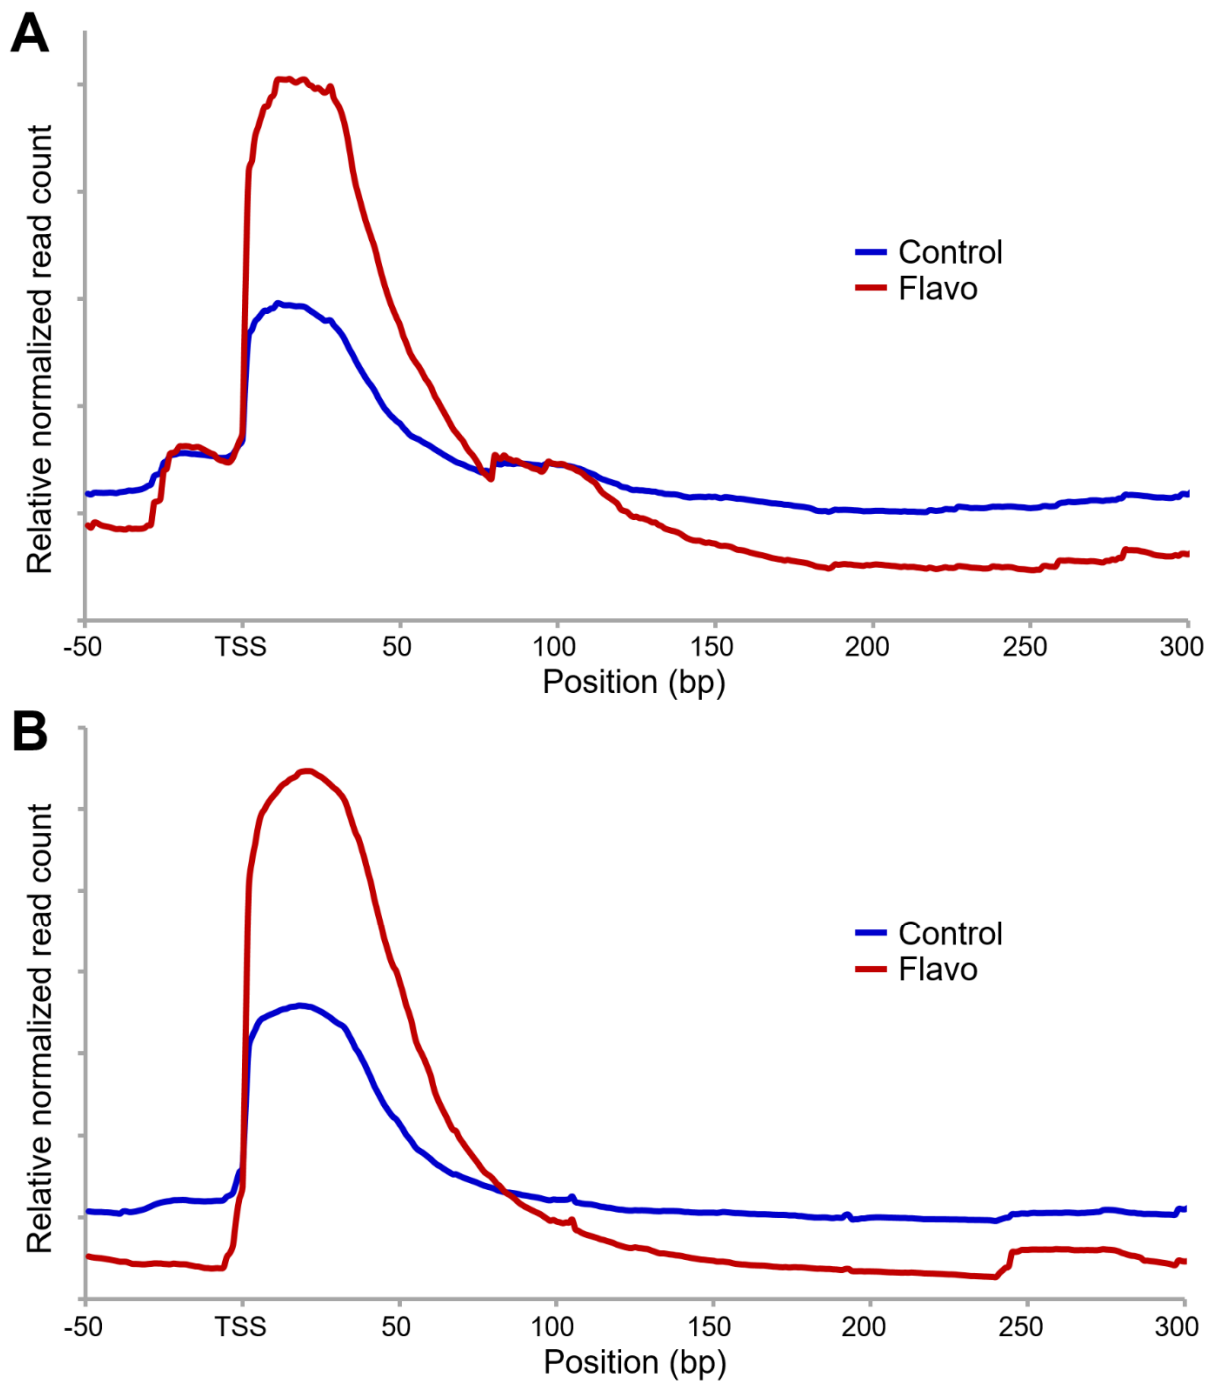 A
Relative normalized read count
Control
Flavo
-50 TSS 50 100 150 200 250 300
Position (bp)
B
Relative normalized read count
Control
Flavo
-50 TSS 50 100 150 200 250 300
Position (bp)